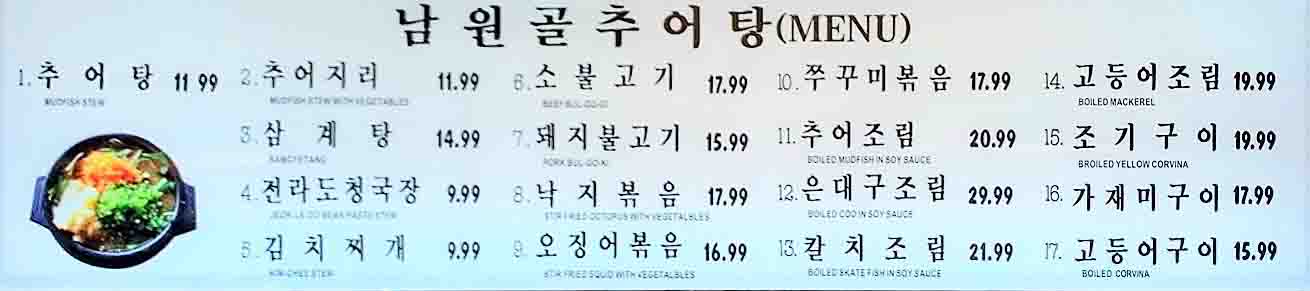 남원골추어탕(MENU)
1. 추어탕 11 99
MUDFISH STEW
2. 추어지리 11.99
MUDFISH STEW WITH VEGETABLES
3. 삼계탕 14.99
SAMGYETANG
4. 전라도청국장 9.99
JEOR-LA DO BEAN PASTE STEW
5. 김치찌개 9.99
KIM-CHEE STEW
6. 소불고기 17.99
BEEF BUL-GO-GI
7. 돼지불고기 15.99
PORK BUL-GO-KI
8. 낙지볶음 17.99
STIR FRIED OCTOPUS WITH VEGETALBLES
9. 오징어볶음 16.99
STIR FRIED SQUID WITH VEGETALBLES
10. 쭈꾸미볶음 17.99
11. 추어조림 20.99
BOILED MUDFISH IN SOY SAUCE
12. 은대구조림 29.99
BOILED COD IN SOY SAUCE
13. 칼치조림 21.99
BOILED SKATE FISH IN SOY SAUCE
14. 고등어조림 19.99
BOILED MACKEREL
15. 조기구이 19.99
BROILED YELLOW CORVINA
16. 가재미구이 17.99
17. 고등어구이 15.99
BOILED CORVINA